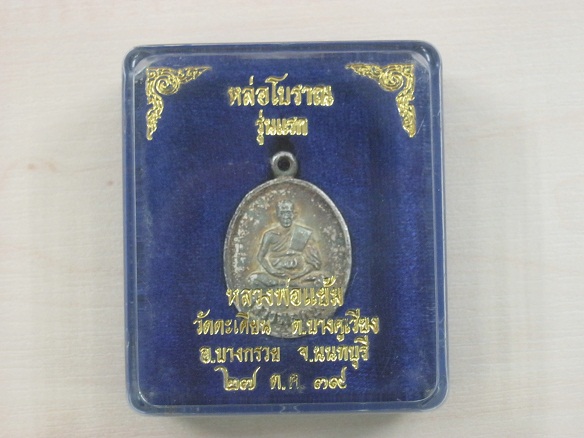 หล่อโบราณ
รุ่นแรก
หลวงพ่อแย้ม
วัดตะเคียน ต.บางคูเวียง
อ.บางกรวย จ.นนทบุรี
๒๗ ต.ค. ๓๙